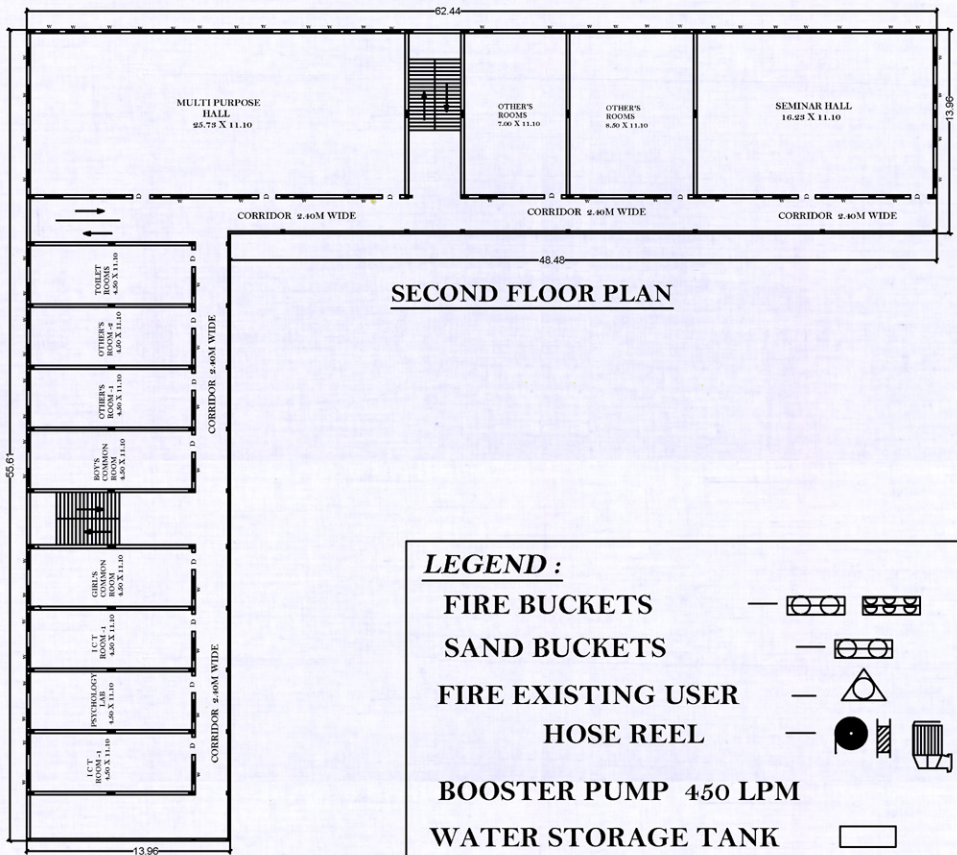 62.44
MULTI PURPOSE
HALL
25.73 X 11.10
OTHER'S
ROOMS
7.00 X 11.10
OTHER'S
ROOMS
8.50 X 11.10
SEMINAR HALL
16.23 X 11.10
13.96
CORRIDOR 2.40M WIDE
CORRIDOR 2.40M WIDE
CORRIDOR 2.40M WIDE
48.48
SECOND FLOOR PLAN
55.61
TOILET
ROOMS
4.50 X 11.10
OTHER'S
ROOM -2
4.50 X 11.10
OTHER'S
ROOM -1
4.50 X 11.10
BOY'S
COMMON
ROOM
4.50 X 11.10
CORRIDOR 2.40M WIDE
GIRL'S
COMMON
ROOM
4.50 X 11.10
I C T
ROOM-1
4.50 X 11.10
PSYCHOLOGY
LAB
4.50 X 11.10
I C T
ROOM-1
4.50 X 11.10
CORRIDOR 2.40M WIDE
13.96
LEGEND :
FIRE BUCKETS
SAND BUCKETS
FIRE EXISTING USER
HOSE REEL
BOOSTER PUMP 450 LPM
WATER STORAGE TANK